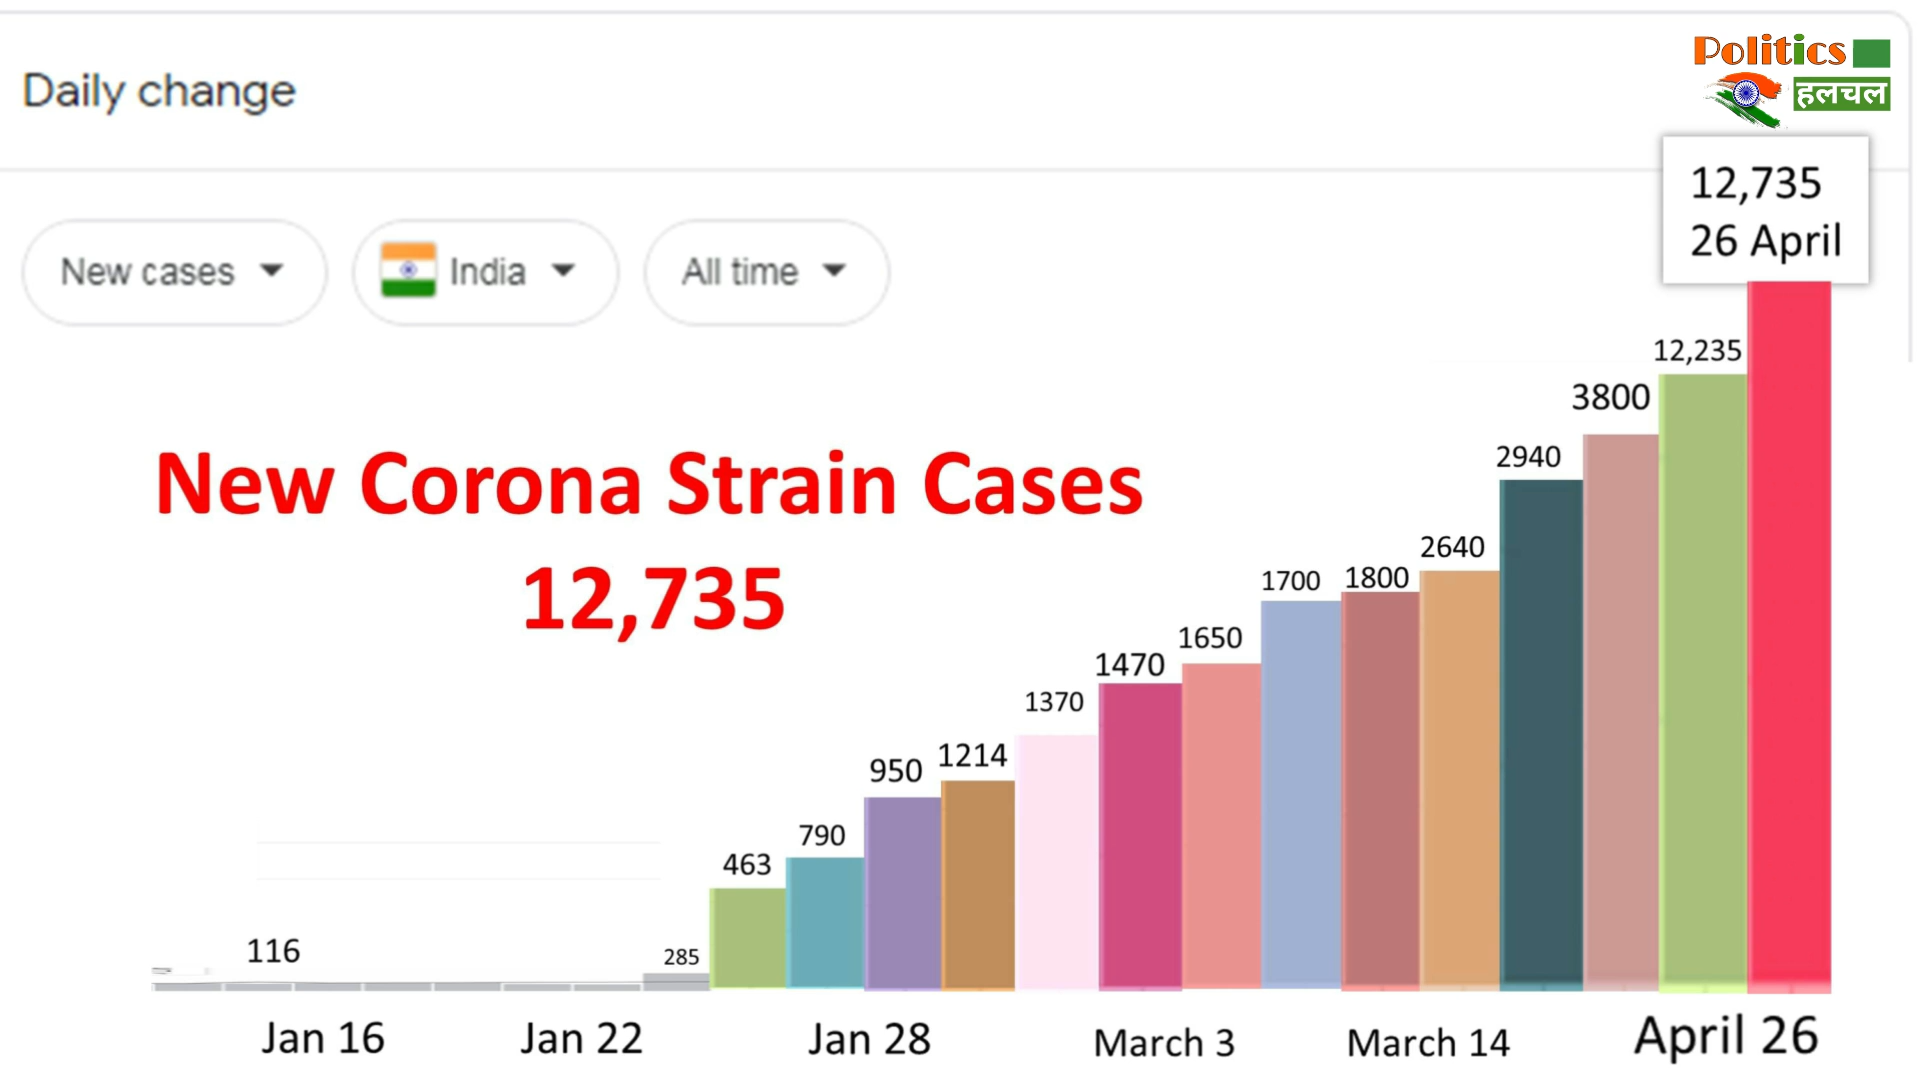 Daily change
Politics
हलचल
12,735
26 April
New cases
India
All time
12,235
3800
2940
New Corona Strain Cases
12,735
2640
1700
1800
1650
1470
1370
1214
950
790
463
116
285
Jan 16
Jan 22
Jan 28
March 3
March 14
April 26